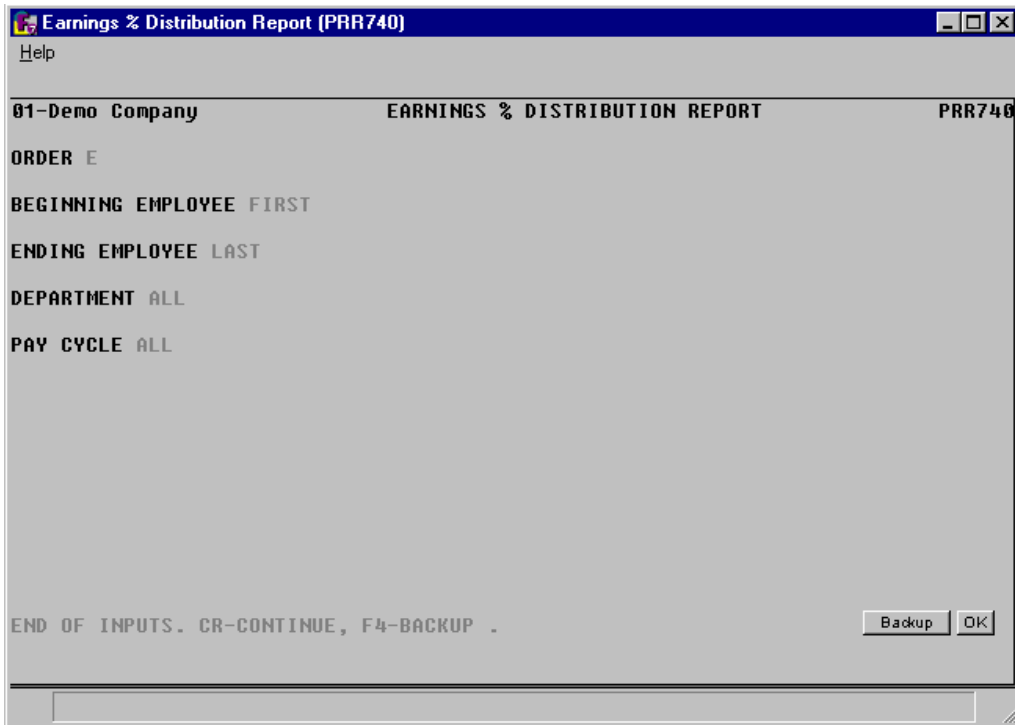 Earnings % Distribution Report (PRR740)
Help
01-Demo Company EARNINGS % DISTRIBUTION REPORT PRR740
ORDER E
BEGINNING EMPLOYEE FIRST
ENDING EMPLOYEE LAST
DEPARTMENT ALL
PAY CYCLE ALL
END OF INPUTS. CR-CONTINUE, F4-BACKUP . Backup OK